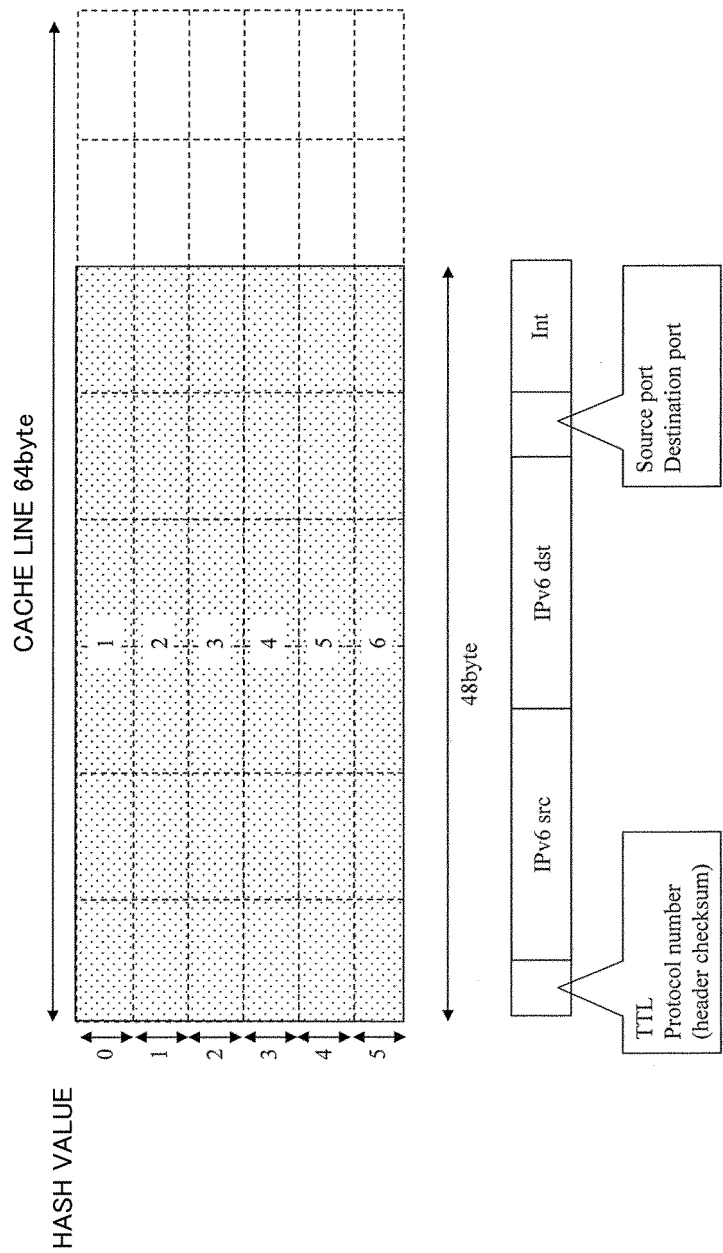 CACHE LINE 64byte
HASH VALUE
0
1
2
3
4
5
1
2
3
4
5
6
48byte
IPv6 src
IPv6 dst
Int
TTL
Protocol number
(header checksum)
Source port
Destination port